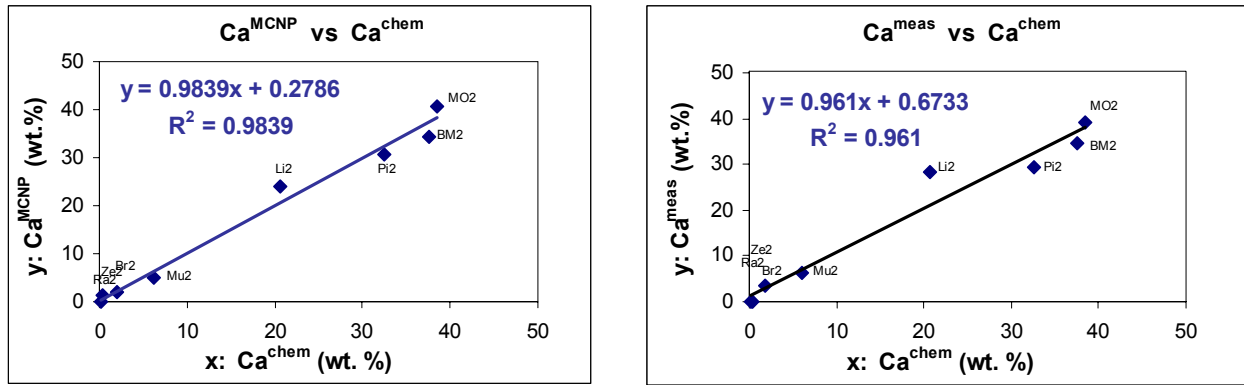 Ca^MCNP vs Ca^chem
y = 0.9839x + 0.2786
R² = 0.9839
y: Ca^MCNP (wt.%)
50
40
30
20
10
0
MO2
BM2
Pi2
Li2
Mu2
Br2
Ze2
Ra2
0 10 20 30 40 50
x: Ca^chem (wt. %)
Ca^meas vs Ca^chem
y = 0.961x + 0.6733
R² = 0.961
y: Ca^meas (wt.%)
50
40
30
20
10
0
MO2
BM2
Pi2
Li2
Mu2
Br2
Ze2
Ra2
0 10 20 30 40 50
x: Ca^chem (wt. %)